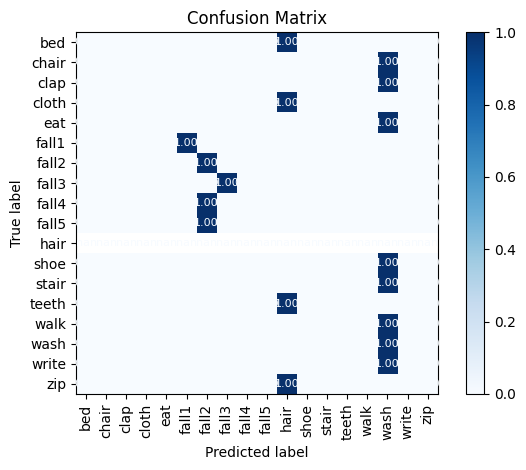 Confusion Matrix
bed 1.00
chair 1.00
clap 1.00
cloth 1.00
eat 1.00
fall1 1.00
fall2 1.00
fall3 1.00
fall4 1.00
fall5 1.00
hair
shoe 1.00
stair 1.00
teeth 1.00
walk 1.00
wash 1.00
write 1.00
zip 1.00
True label
bed chair clap cloth eat fall1 fall2 fall3 fall4 fall5 hair shoe stair teeth walk wash write zip
Predicted label
1.0
0.8
0.6
0.4
0.2
0.0